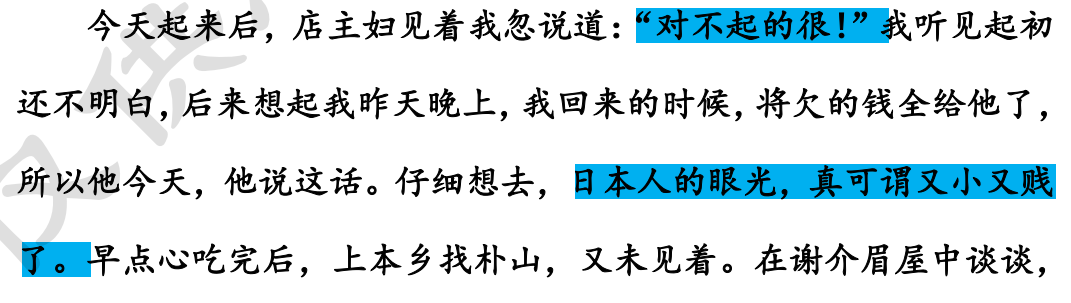 今天起来后，店主妇见着我忽说道：“对不起的很！”我听见起初
还不明白，后来想起我昨天晚上，我回来的时候，将欠的钱全给他了，
所以他今天，他说这话。仔细想去，日本人的眼光，真可谓又小又贱
了。早点心吃完后，上本乡找朴山，又未见着。在谢介眉屋中谈谈，
仅供